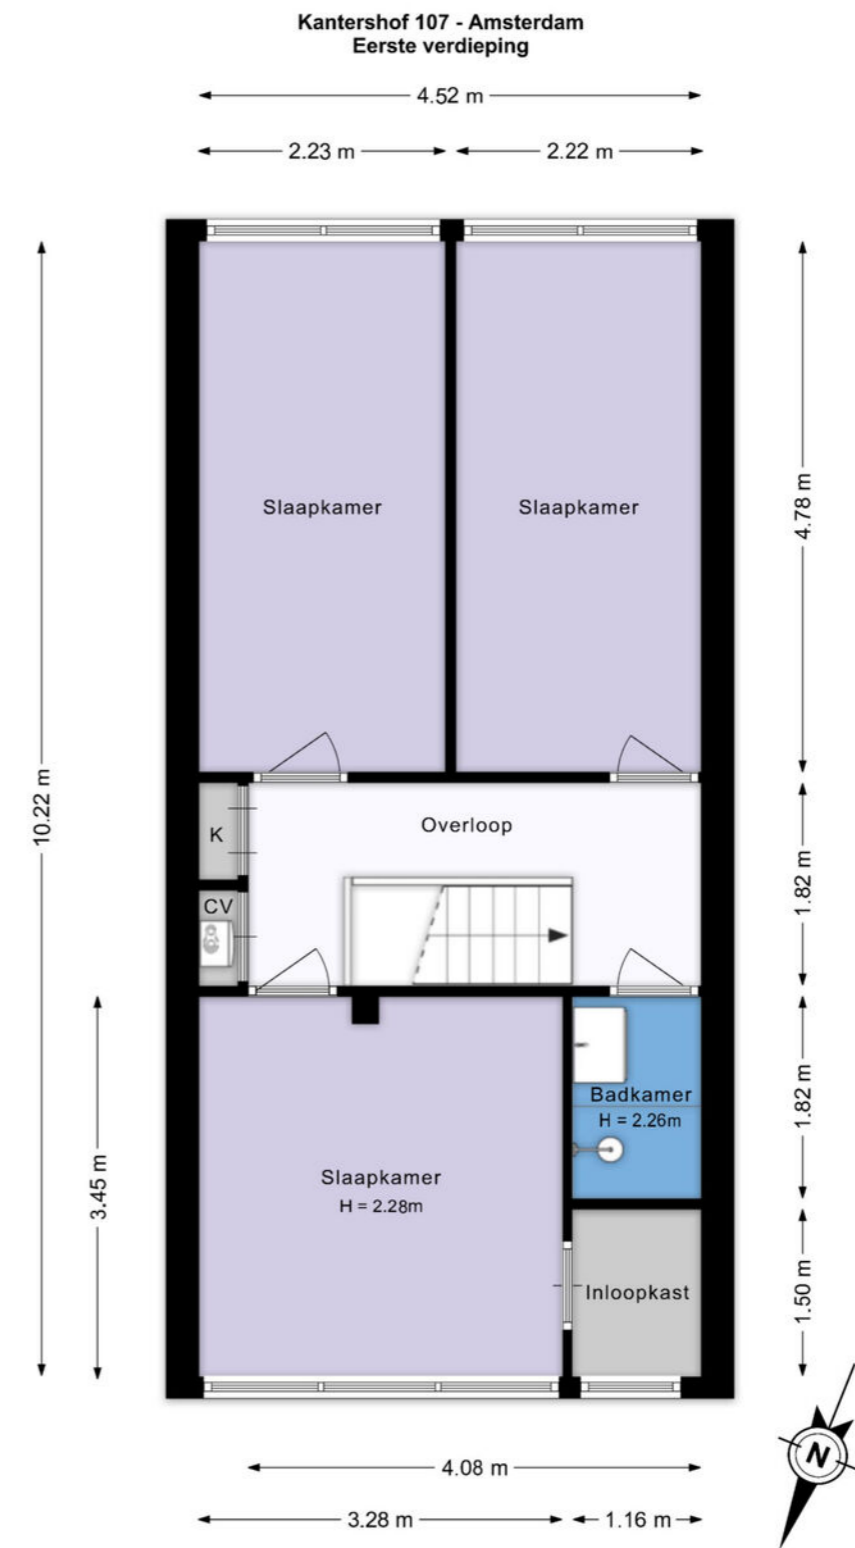 Kantershof 107 - Amsterdam
Eerste verdieping
4.52 m
2.23 m
2.22 m
Slaapkamer
Slaapkamer
4.78 m
10.22 m
K
Overloop
1.82 m
CV
Badkamer
H = 2.26m
1.82 m
Slaapkamer
H = 2.28m
3.45 m
Inloopkast
1.50 m
N
4.08 m
3.28 m
1.16 m